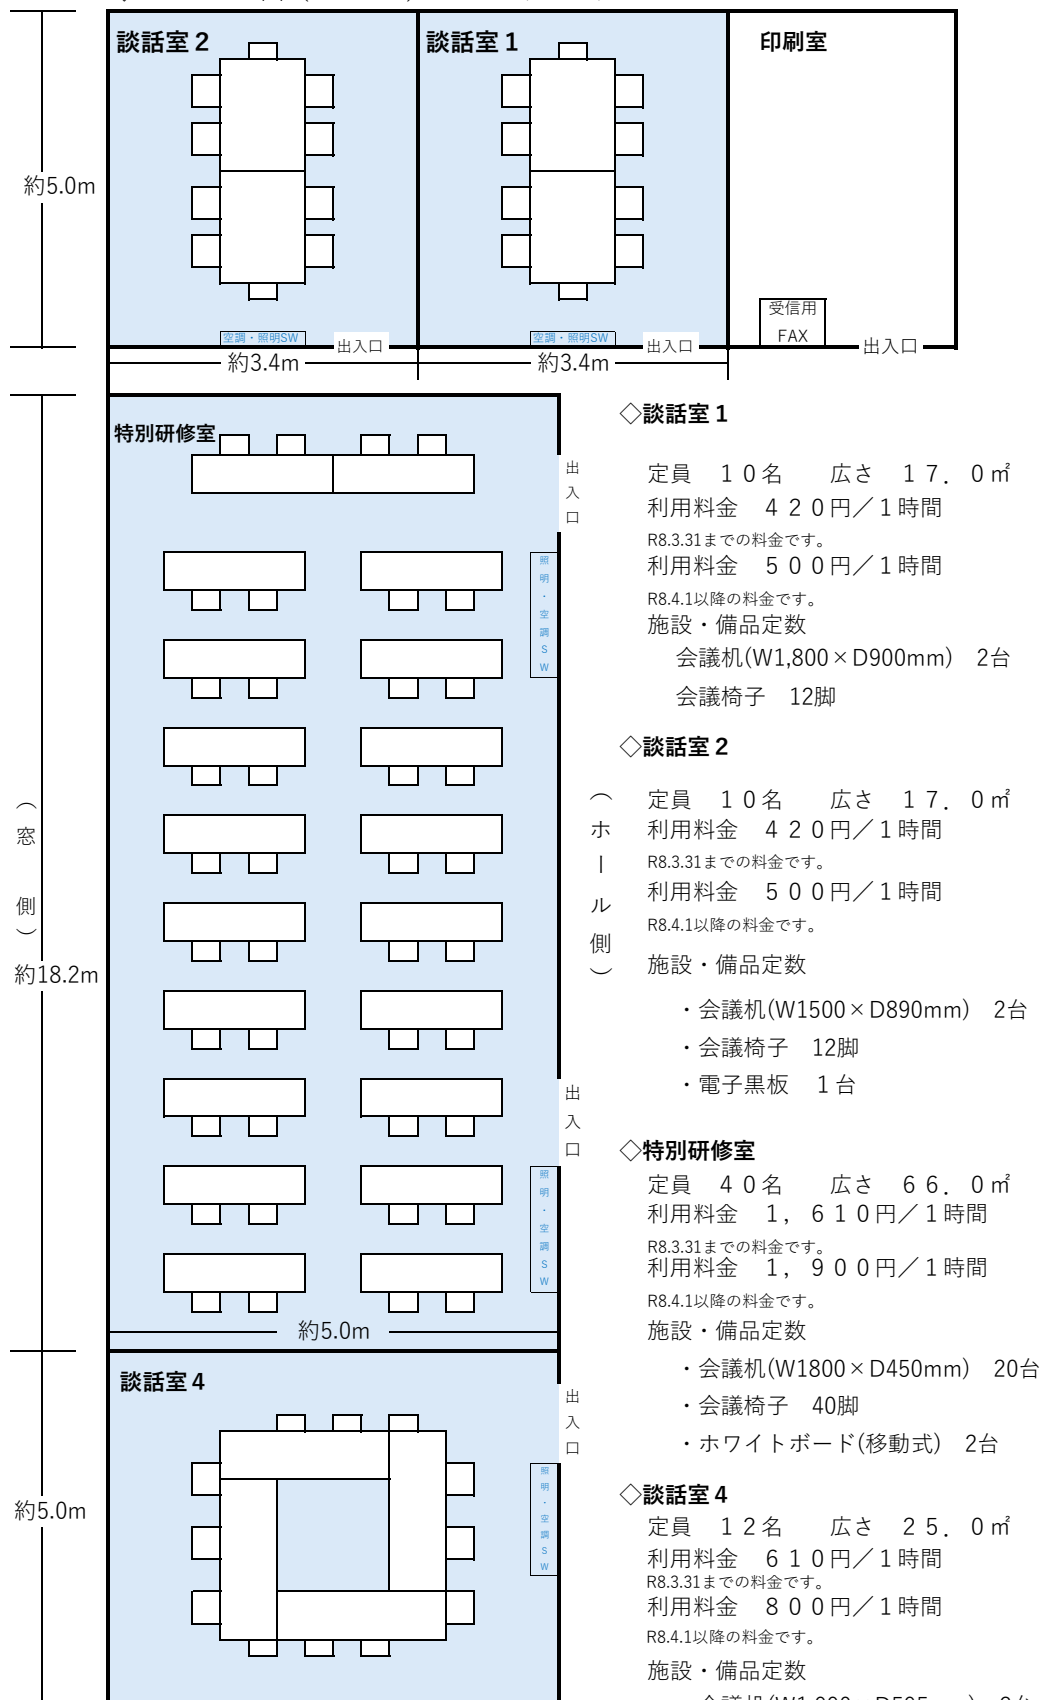 談話室２
談話室１
印刷室
約5.0m
受信用
FAX
空調・照明SW
出入口
空調・照明SW
出入口
出入口
約3.4m
約3.4m
特別研修室
出入口
照明・空調SW
（窓　側）
約18.2m
（ホール側）
出入口
照明・空調SW
約5.0m
談話室４
出入口
照明・空調SW
約5.0m
◇談話室１
定員　１０名　　広さ　１７．０㎡
利用料金　４２０円／１時間
R8.3.31までの料金です。
利用料金　５００円／１時間
R8.4.1以降の料金です。
施設・備品定数
会議机(W1,800×D900mm)　2台
会議椅子　12脚
◇談話室２
定員　１０名　　広さ　１７．０㎡
利用料金　４２０円／１時間
R8.3.31までの料金です。
利用料金　５００円／１時間
R8.4.1以降の料金です。
施設・備品定数
・会議机(W1500×D890mm)　2台
・会議椅子　12脚
・電子黒板　１台
◇特別研修室
定員　４０名　　広さ　６６．０㎡
利用料金　１，６１０円／１時間
R8.3.31までの料金です。
利用料金　１，９００円／１時間
R8.4.1以降の料金です。
施設・備品定数
・会議机(W1800×D450mm)　20台
・会議椅子　40脚
・ホワイトボード(移動式)　2台
◇談話室４
定員　１２名　　広さ　２５．０㎡
利用料金　６１０円／１時間
R8.3.31までの料金です。
利用料金　８００円／１時間
R8.4.1以降の料金です。
施設・備品定数